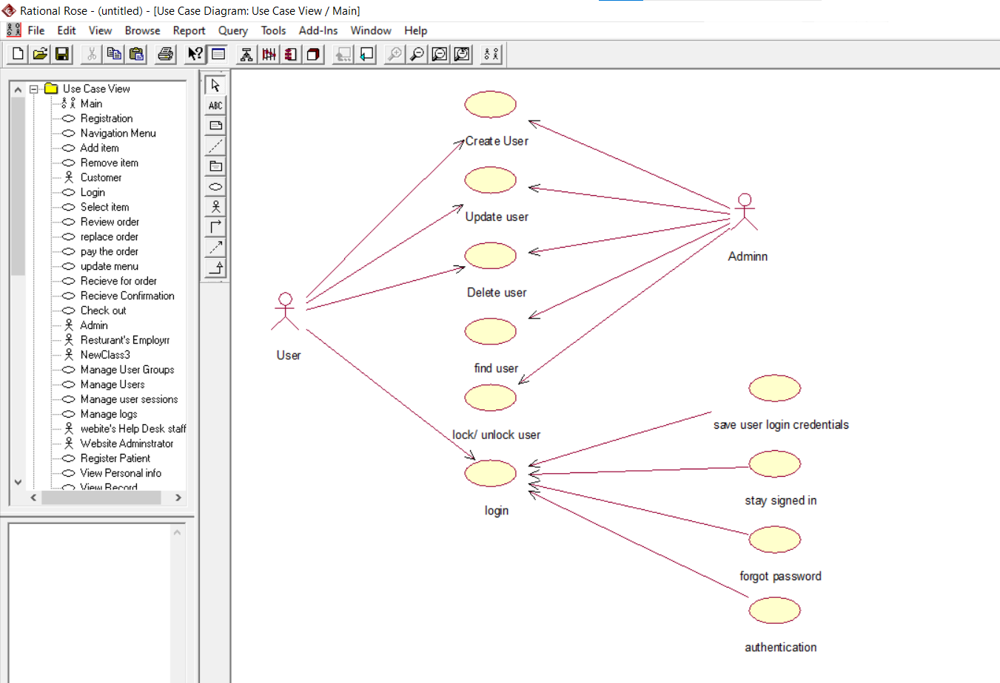 Rational Rose - (untitled) - [Use Case Diagram: Use Case View / Main]
File Edit View Browse Report Query Tools Add-Ins Window Help
Use Case View
Main
Registration
Navigation Menu
Add item
Remove item
Customer
Login
Select item
Review order
replace order
pay the order
update menu
Recieve for order
Recieve Confirmation
Check out
Admin
Resturant's Employrr
NewClass3
Manage User Groups
Manage Users
Manage user sessions
Manage logs
webite's Help Desk staff
Website Adminstrator
Register Patient
View Personal info
View Record
ABC
Create User
Update user
Adminn
Delete user
User
find user
save user login credentials
lock/ unlock user
stay signed in
login
forgot password
authentication